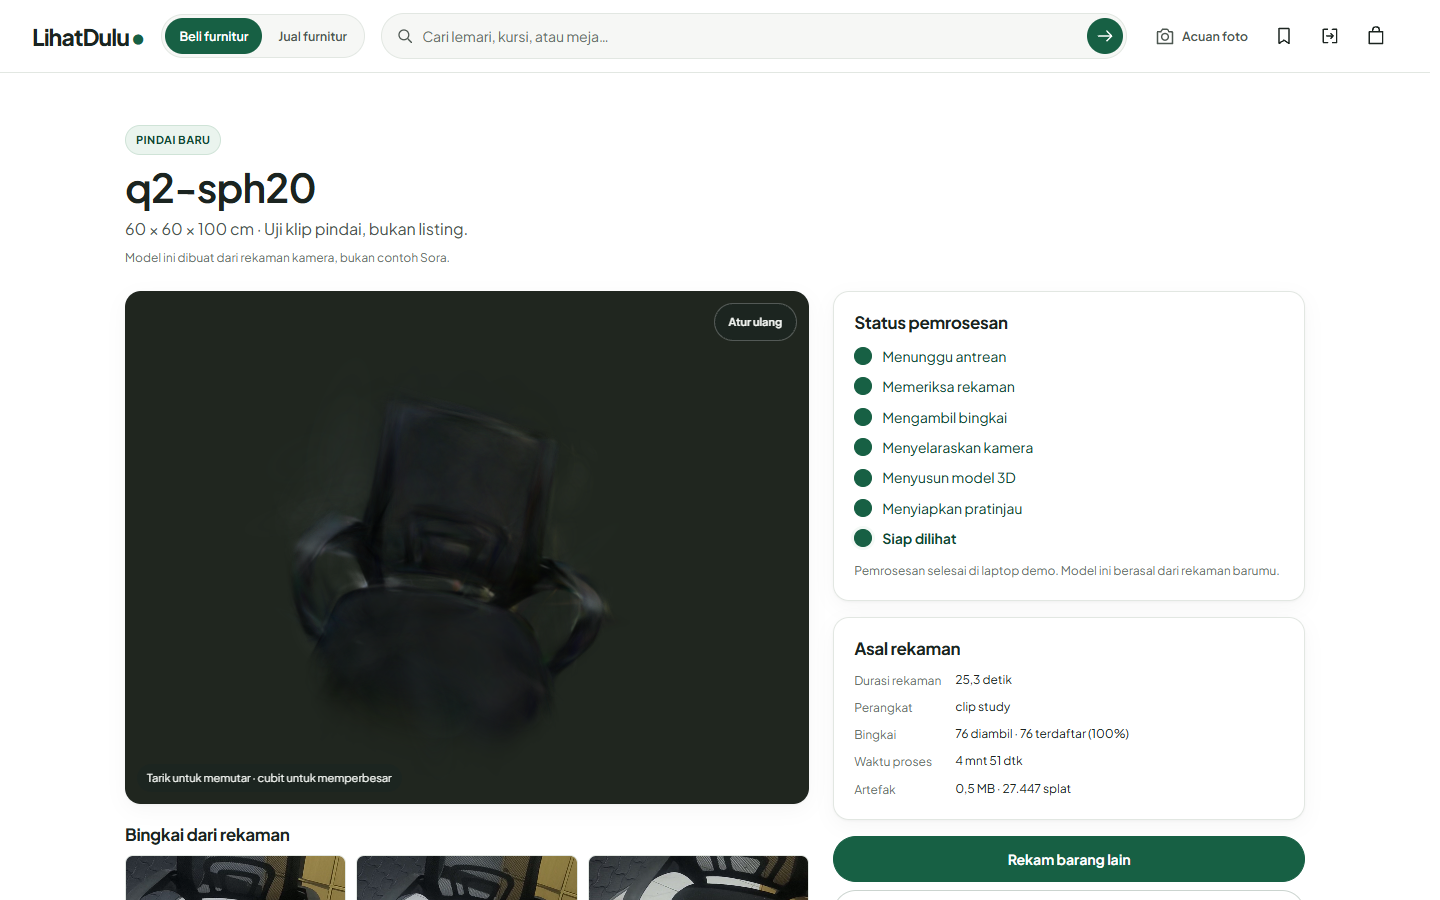 LihatDulu
Beli furnitur
Jual furnitur
Cari lemari, kursi, atau meja...
Acuan foto
PINDAI BARU
q2-sph20
60 × 60 × 100 cm · Uji klip pindai, bukan listing.
Model ini dibuat dari rekaman kamera, bukan contoh Sora.
Atur ulang
Tarik untuk memutar · cubit untuk memperbesar
Bingkai dari rekaman
Status pemrosesan
Menunggu antrean
Memeriksa rekaman
Mengambil bingkai
Menyelaraskan kamera
Menyusun model 3D
Menyiapkan pratinjau
Siap dilihat
Pemrosesan selesai di laptop demo. Model ini berasal dari rekaman barumu.
Asal rekaman
Durasi rekaman 25,3 detik
Perangkat clip study
Bingkai 76 diambil · 76 terdaftar (100%)
Waktu proses 4 mnt 51 dtk
Artefak 0,5 MB · 27.447 splat
Rekam barang lain